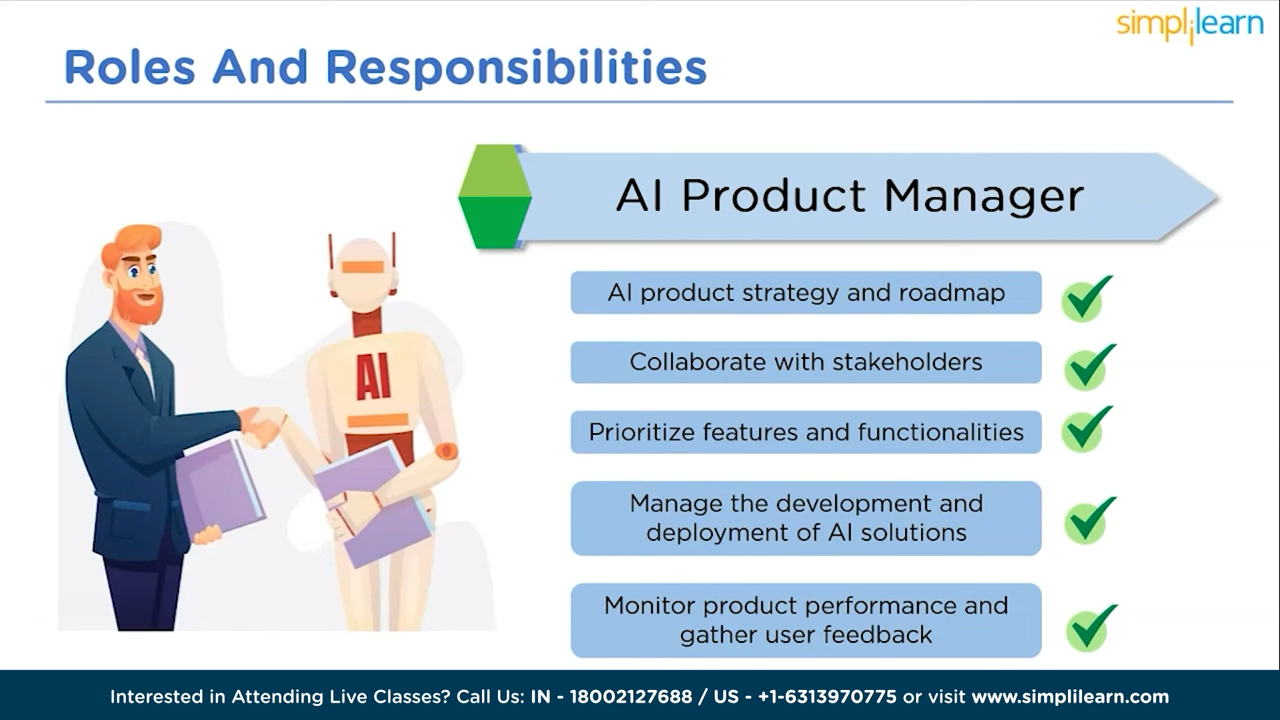 simplilearn
Roles And Responsibilities
AI Product Manager
AI product strategy and roadmap
Collaborate with stakeholders
Prioritize features and functionalities
AI
Manage the development and
deployment of AI solutions
Monitor product performance and
gather user feedback
Interested in Attending Live Classes? Call Us: IN - 18002127688 / US - +1-6313970775 or visit www.simplilearn.com